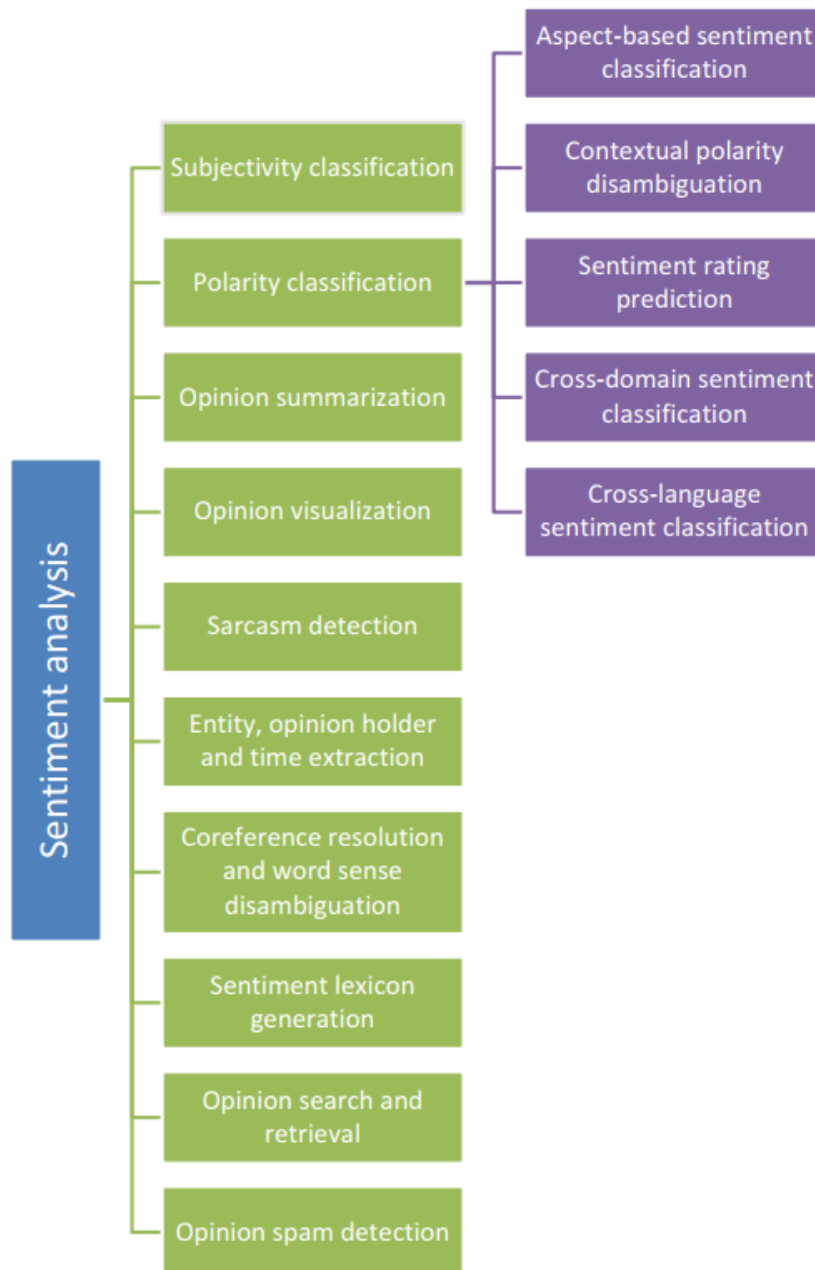 Sentiment analysis
Subjectivity classification
Polarity classification
Opinion summarization
Opinion visualization
Sarcasm detection
Entity, opinion holder
and time extraction
Coreference resolution
and word sense
disambiguation
Sentiment lexicon
generation
Opinion search and
retrieval
Opinion spam detection
Aspect-based sentiment
classification
Contextual polarity
disambiguation
Sentiment rating
prediction
Cross-domain sentiment
classification
Cross-language
sentiment classification